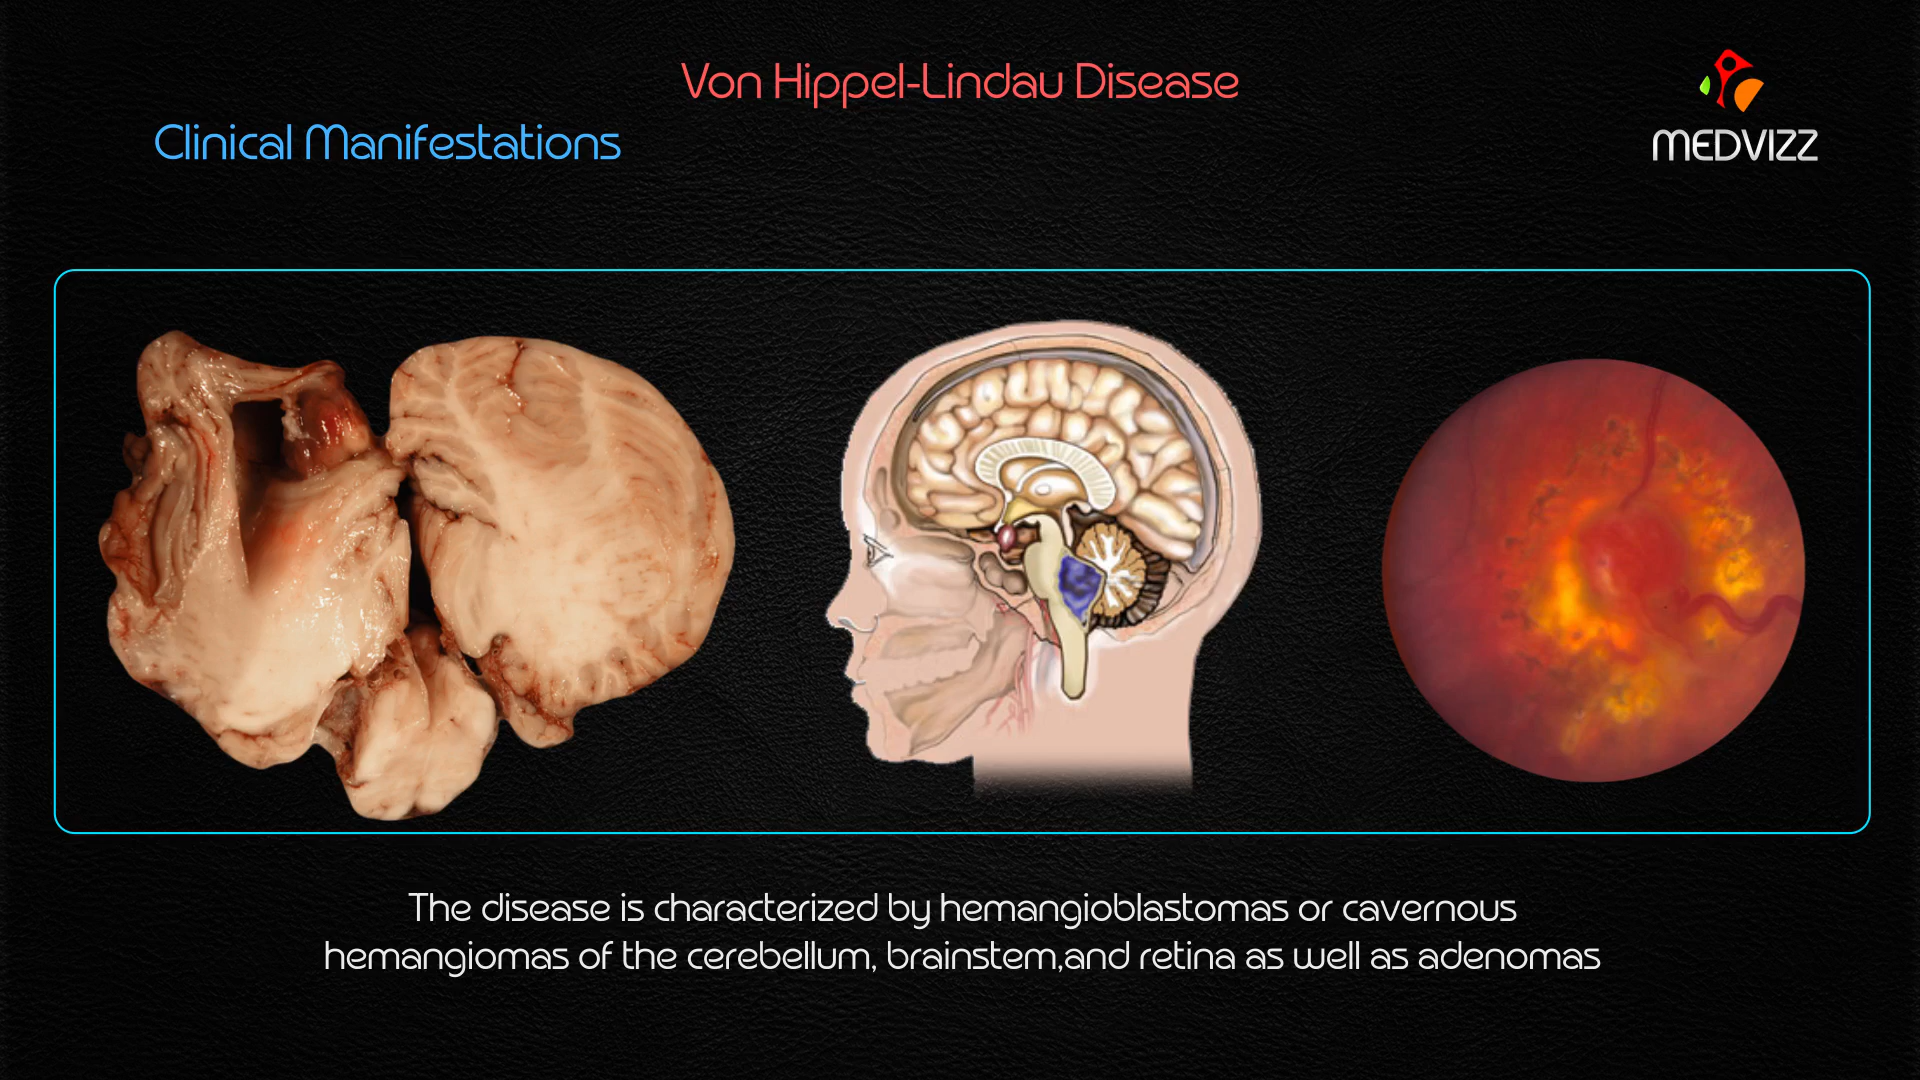 Von Hippel-Lindau Disease
Clinical Manifestations
MEDVIZZ
The disease is characterized by hemangioblastomas or cavernous
hemangiomas of the cerebellum, brainstem,and retina as well as adenomas